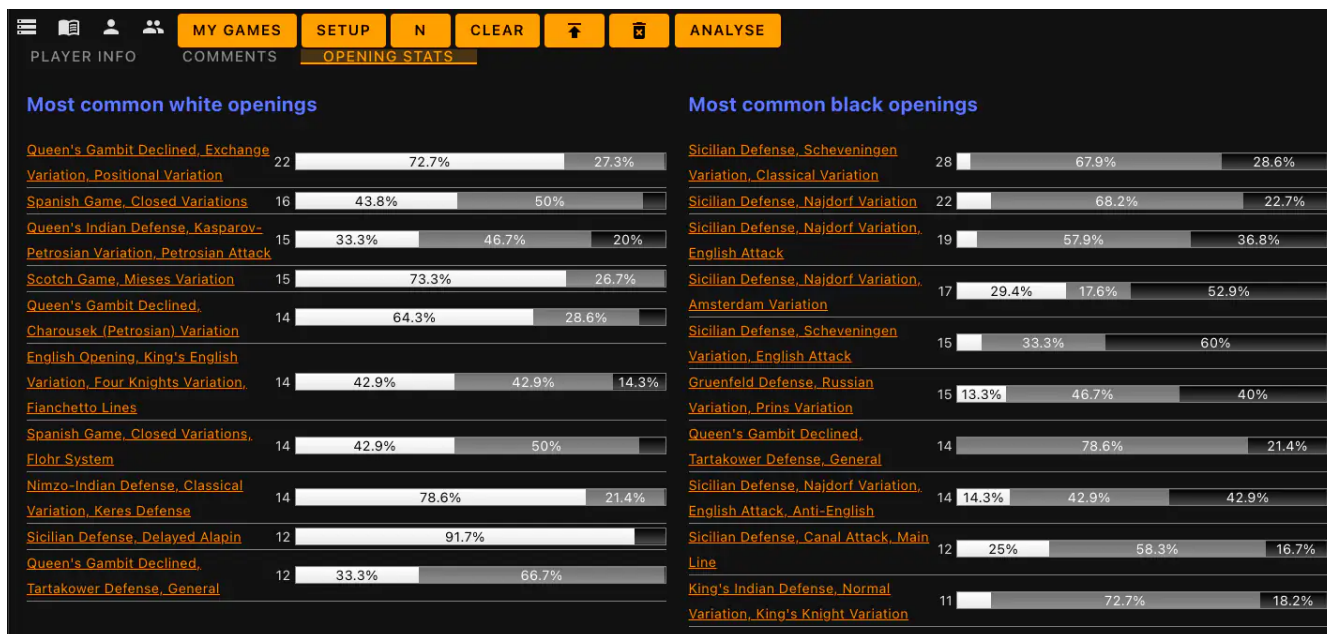 MY GAMES SETUP N CLEAR ANALYSE
PLAYER INFO COMMENTS OPENING STATS
Most common white openings
Queen's Gambit Declined, Exchange
Variation, Positional Variation
22 72.7% 27.3%
Spanish Game, Closed Variations 16 43.8% 50%
Queen's Indian Defense, Kasparov-
Petrosian Variation, Petrosian Attack
15 33.3% 46.7% 20%
Scotch Game, Mieses Variation 15 73.3% 26.7%
Queen's Gambit Declined,
Charousek (Petrosian) Variation
14 64.3% 28.6%
English Opening, King's English
Variation, Four Knights Variation,
Fianchetto Lines
14 42.9% 42.9% 14.3%
Spanish Game, Closed Variations,
Flohr System
14 42.9% 50%
Nimzo-Indian Defense, Classical
Variation, Keres Defense
14 78.6% 21.4%
Sicilian Defense, Delayed Alapin 12 91.7%
Queen's Gambit Declined,
Tartakower Defense, General
12 33.3% 66.7%
Most common black openings
Sicilian Defense, Scheveningen
Variation, Classical Variation
28 67.9% 28.6%
Sicilian Defense, Najdorf Variation 22 68.2% 22.7%
Sicilian Defense, Najdorf Variation,
English Attack
19 57.9% 36.8%
Sicilian Defense, Najdorf Variation,
Amsterdam Variation
17 29.4% 17.6% 52.9%
Sicilian Defense, Scheveningen
Variation, English Attack
15 33.3% 60%
Gruenfeld Defense, Russian
Variation, Prins Variation
15 13.3% 46.7% 40%
Queen's Gambit Declined,
Tartakower Defense, General
14 78.6% 21.4%
Sicilian Defense, Najdorf Variation,
English Attack, Anti-English
14 14.3% 42.9% 42.9%
Sicilian Defense, Canal Attack, Main
Line
12 25% 58.3% 16.7%
King's Indian Defense, Normal
Variation, King's Knight Variation
11 72.7% 18.2%